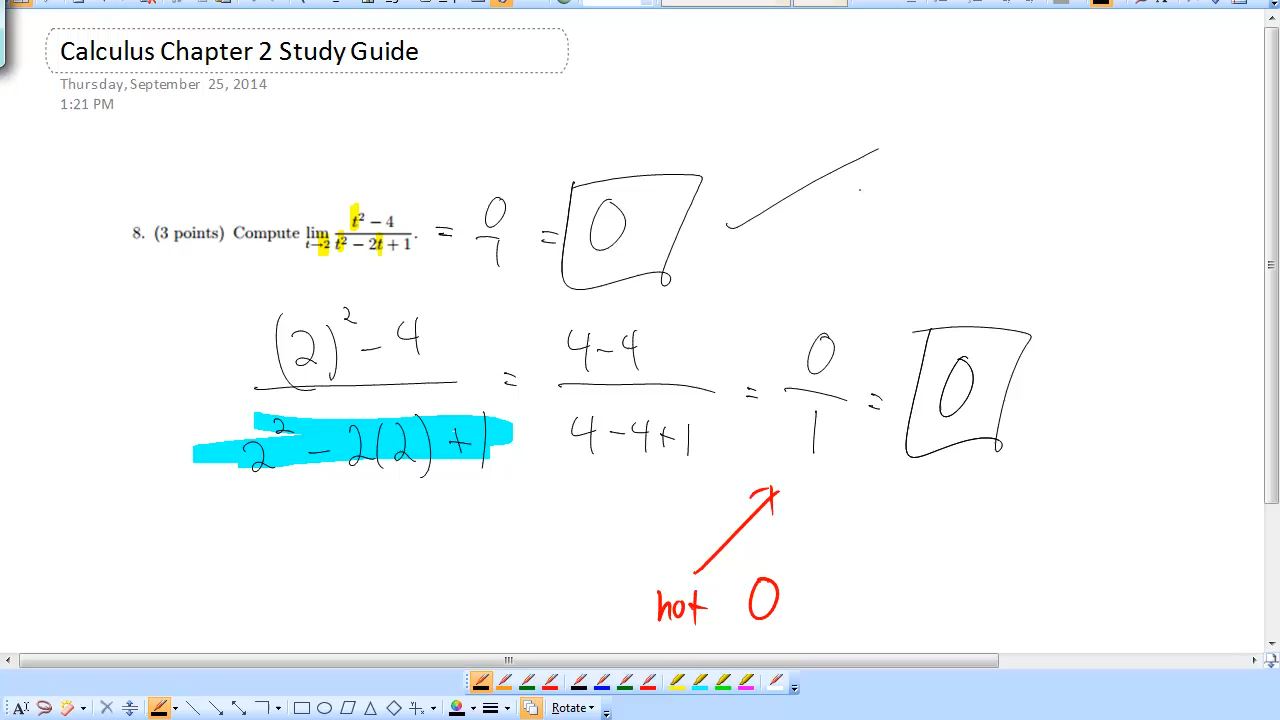 Calculus Chapter 2 Study Guide
Thursday, September 25, 2014
1:21 PM
8. (3 points) Compute lim t→2 (t² − 4)/(t² − 2t + 1). = 0/1 = 0
((2)² − 4)/(2² − 2(2) + 1) = (4 − 4)/(4 − 4 + 1) = 0/1 = 0
not 0
Rotate